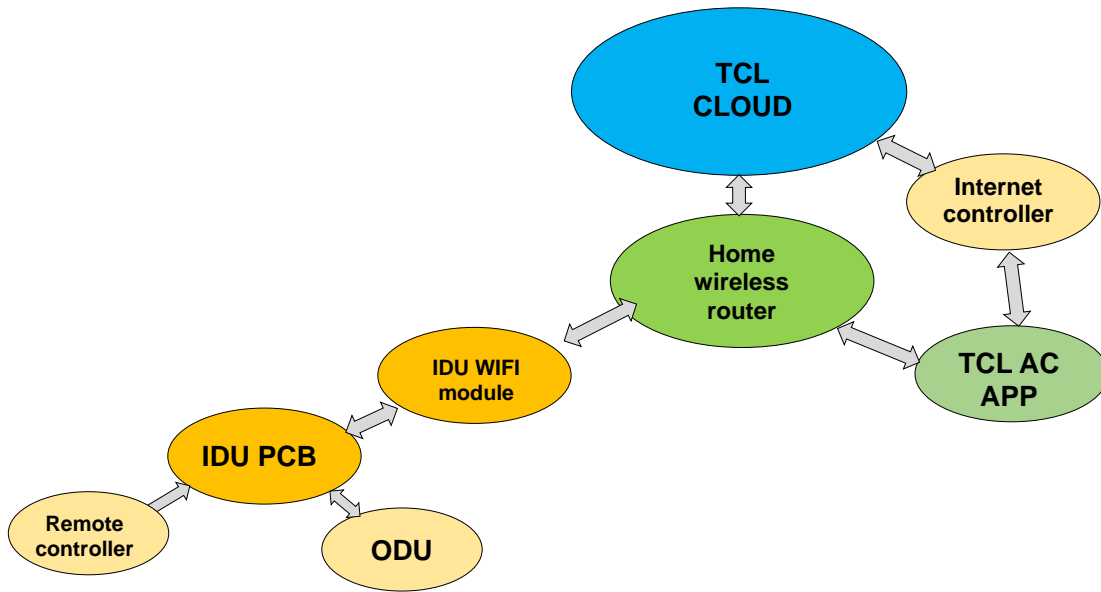 TCL
CLOUD
Internet
controller
Home
wireless
router
IDU WIFI
module
TCL AC
APP
IDU PCB
Remote
controller
ODU